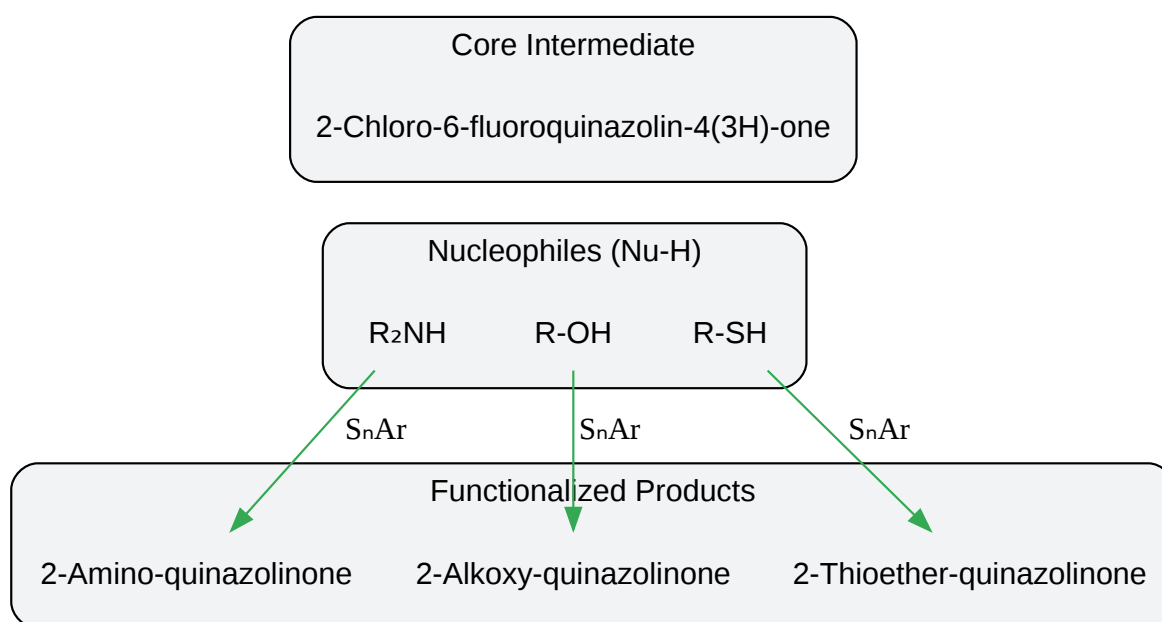 Core Intermediate
2-Chloro-6-fluoroquinazolin-4(3H)-one
Nucleophiles (Nu-H)
R₂NH R-OH R-SH
SₙAr SₙAr SₙAr
Functionalized Products
2-Amino-quinazolinone 2-Alkoxy-quinazolinone 2-Thioether-quinazolinone